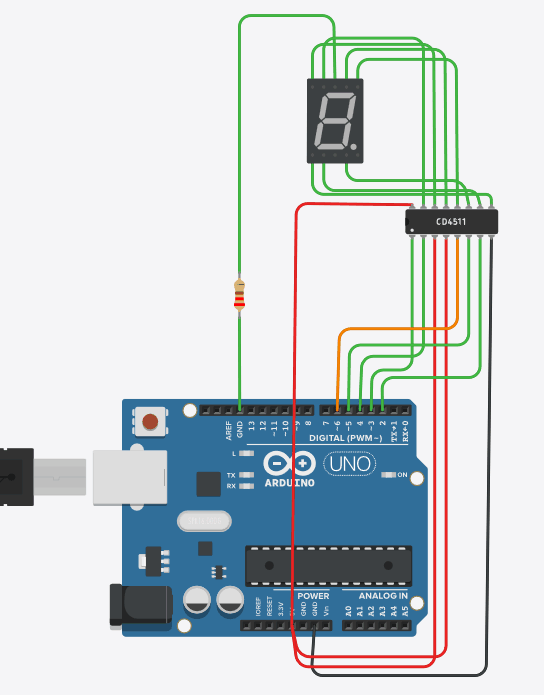 CD4511
AREF
GND
13
12
~11
~10
~9
8
7
~6
~5
4
~3
2
TX→1
RX←0
DIGITAL (PWM~)
L
TX
RX
ARDUINO
UNO
ON
POWER
ANALOG IN
IOREF
RESET
3.3V
GND
GND
Vin
A0
A1
A2
A3
A4
A5